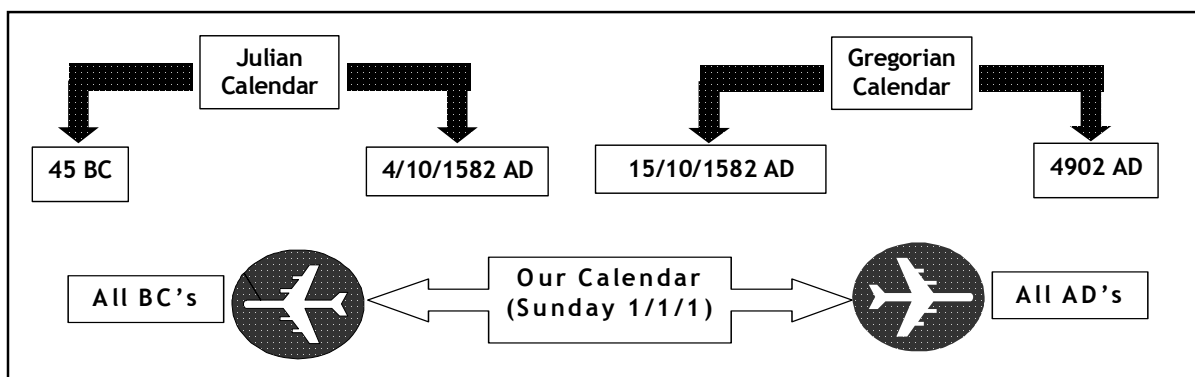 Julian
Calendar
Gregorian
Calendar
45 BC
4/10/1582 AD
15/10/1582 AD
4902 AD
All BC's
Our Calendar
(Sunday 1/1/1)
All AD's